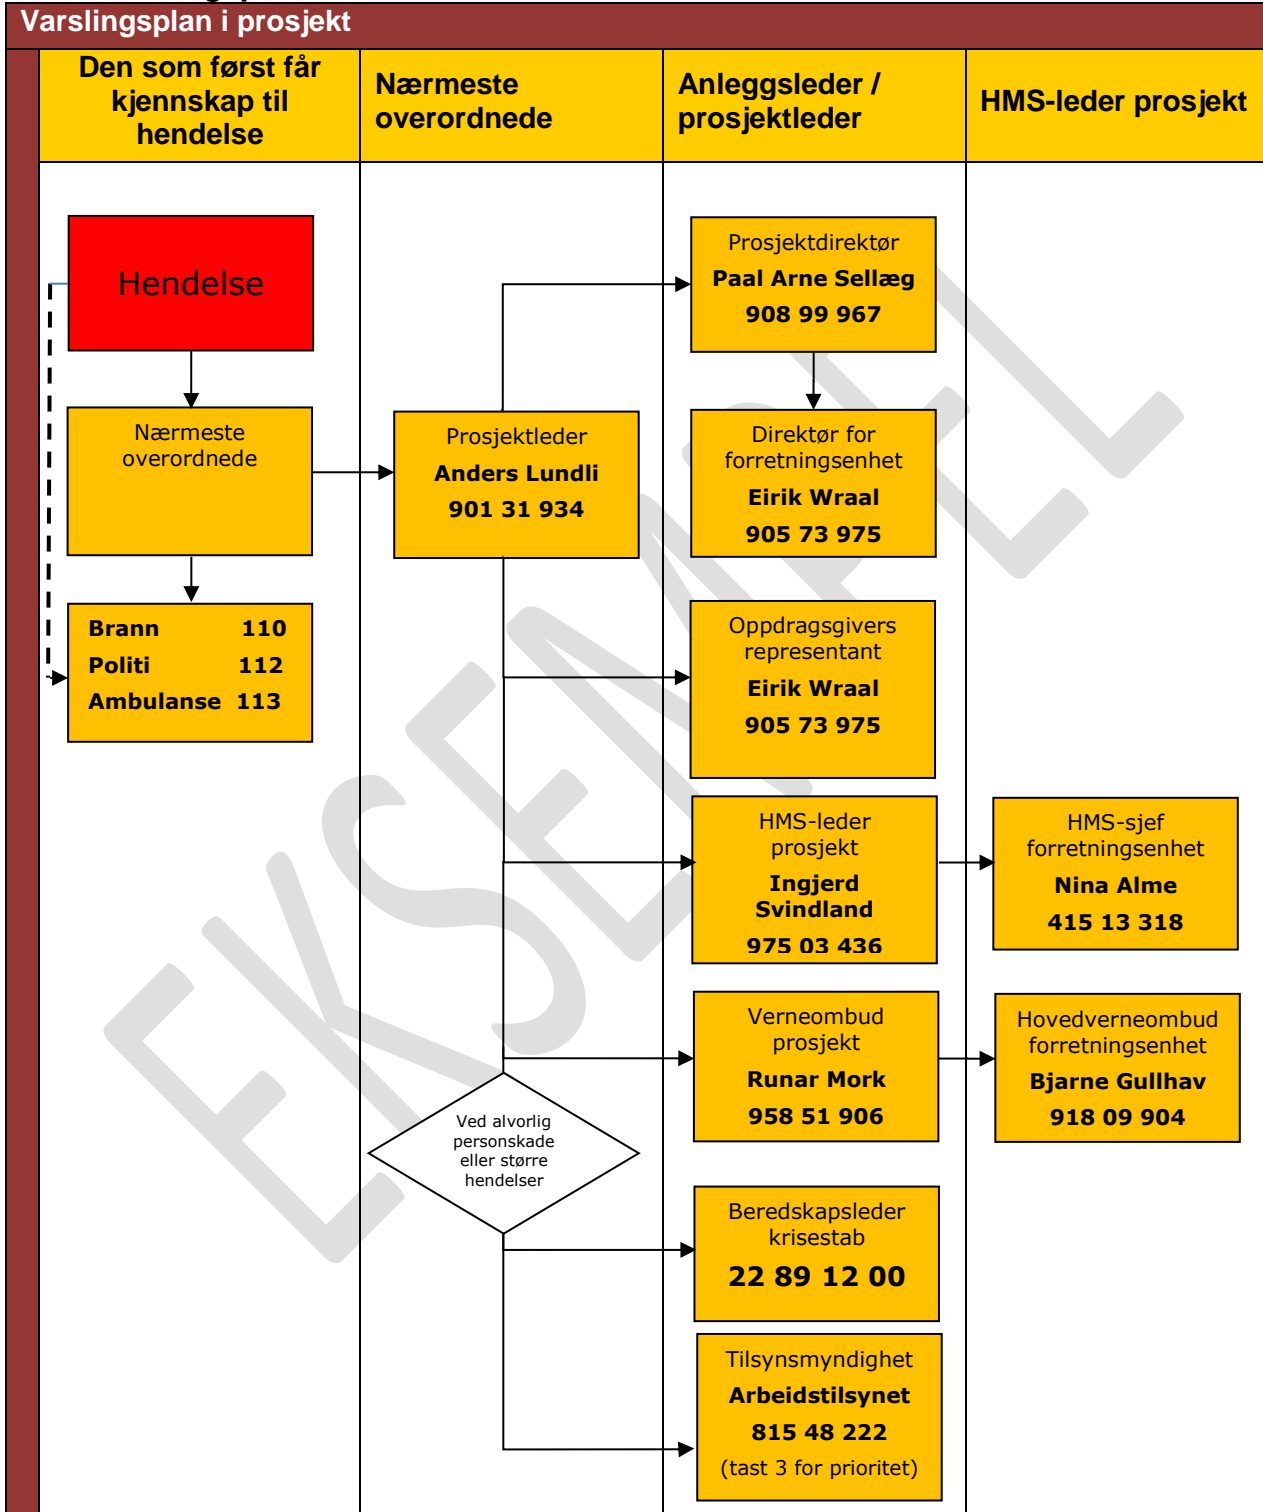 Varslingsplan i prosjekt
Den som først får
kjennskap til
hendelse
Nærmeste
overordnede
Anleggsleder /
prosjektleder
HMS-leder prosjekt
Hendelse
Nærmeste
overordnede
Brann 110
Politi 112
Ambulanse 113
Prosjektleder
Anders Lundli
901 31 934
Ved alvorlig
personskade
eller større
hendelser
Prosjektdirektør
Paal Arne Sellæg
908 99 967
Direktør for
forretningsenhet
Eirik Wraal
905 73 975
Oppdragsgivers
representant
Eirik Wraal
905 73 975
HMS-leder
prosjekt
Ingjerd
Svindland
975 03 436
Verneombud
prosjekt
Runar Mork
958 51 906
Beredskapsleder
krisestab
22 89 12 00
Tilsynsmyndighet
Arbeidstilsynet
815 48 222
(tast 3 for prioritet)
HMS-sjef
forretningsenhet
Nina Alme
415 13 318
Hovedverneombud
forretningsenhet
Bjarne Gullhav
918 09 904
EKSEMPEL